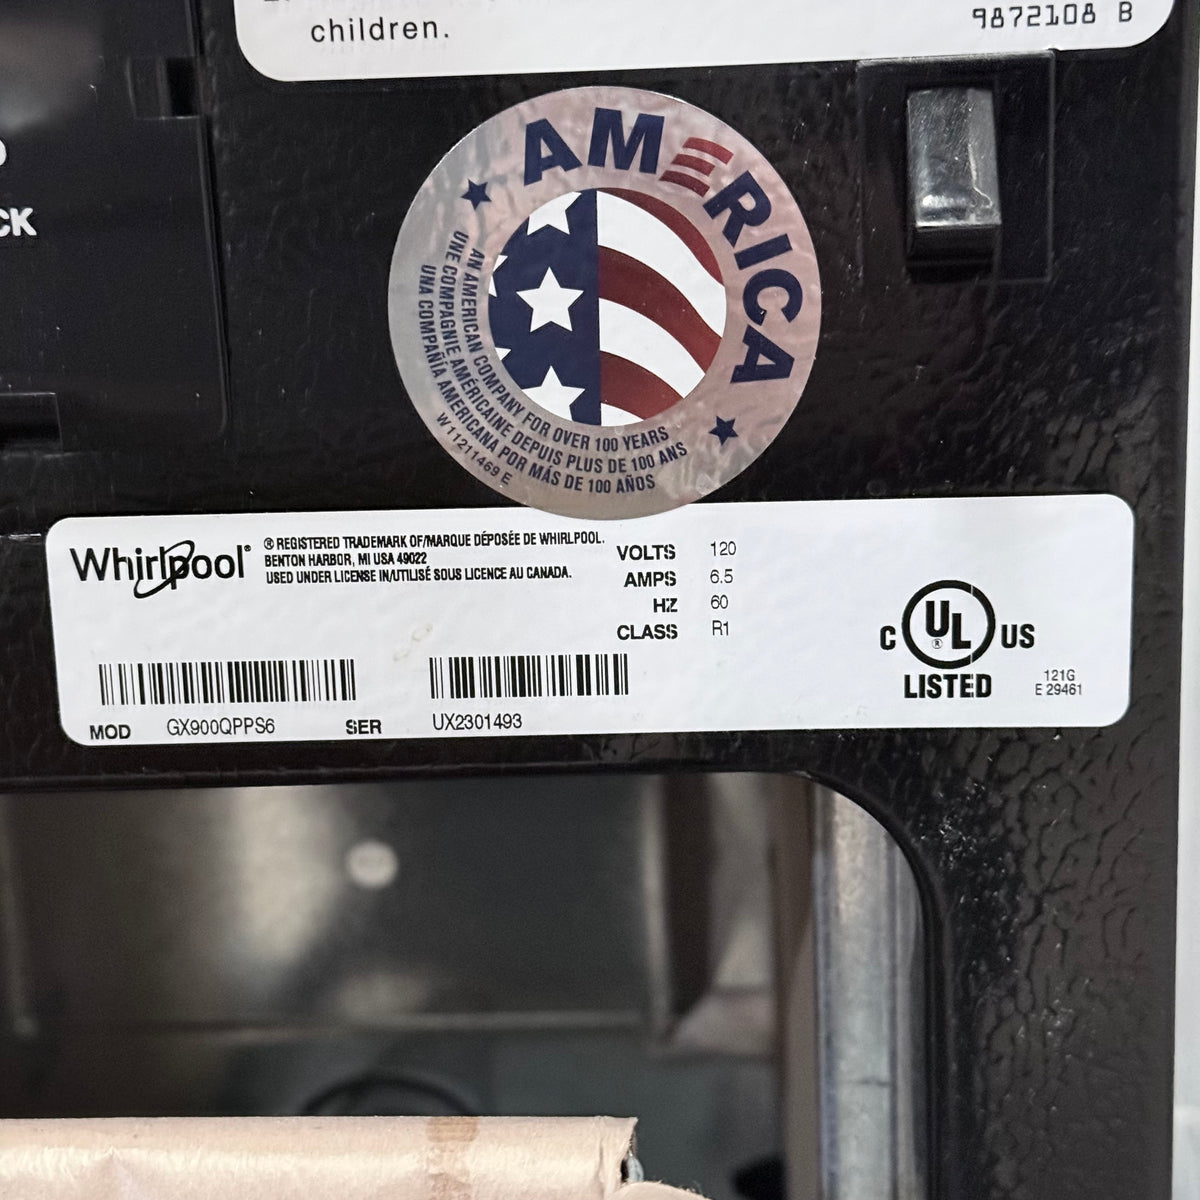 children.
9872108 B
CK
AMERICA
AN AMERICAN COMPANY FOR OVER 100 YEARS
UNE COMPAGNIE AMÉRICAINE DEPUIS PLUS DE 100 ANS
UNA COMPAÑÍA AMERICANA POR MÁS DE 100 AÑOS
W11211469 E
Whirlpool®
® REGISTERED TRADEMARK OF/MARQUE DÉPOSÉE DE WHIRLPOOL.
BENTON HARBOR, MI USA 49022
USED UNDER LICENSE IN/UTILISÉ SOUS LICENCE AU CANADA.
VOLTS 120
AMPS 6.5
HZ 60
CLASS R1
C UL® US
LISTED
121G
E 29461
MOD GX900QPPS6 SER UX2301493